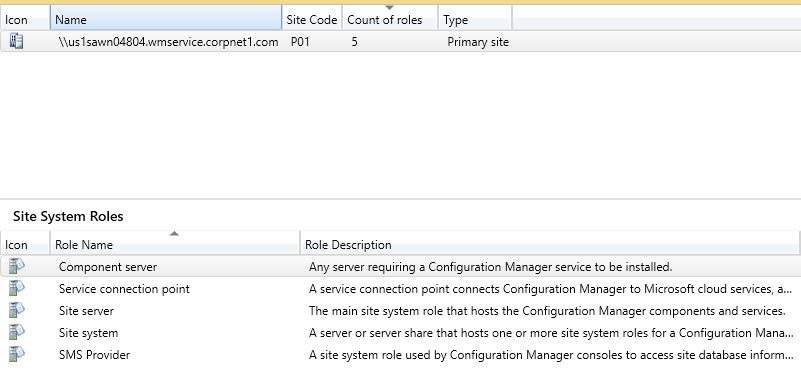 Icon Name Site Code Count of roles Type
\\us1sawn04804.wmservice.corpnet1.com P01 5 Primary site
Site System Roles
Icon Role Name Role Description
Component server Any server requiring a Configuration Manager service to be installed.
Service connection point A service connection point connects Configuration Manager to Microsoft cloud services, a...
Site server The main site system role that hosts the Configuration Manager components and services.
Site system A server or server share that hosts one or more site system roles for a Configuration Mana...
SMS Provider A site system role used by Configuration Manager consoles to access site database inform...